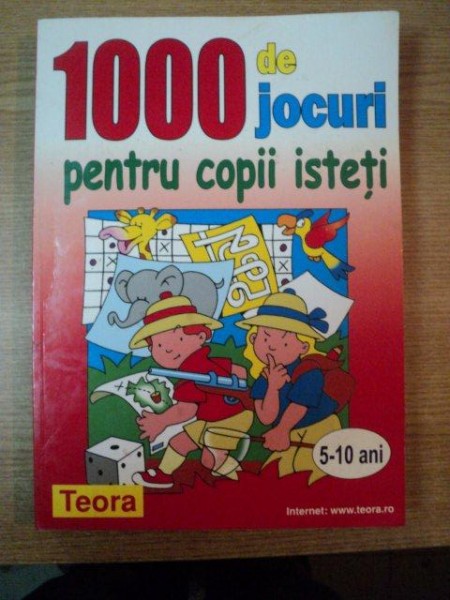 1000 de
jocuri
pentru copii isteți
5-10 ani
Teora
Internet: www.teora.ro